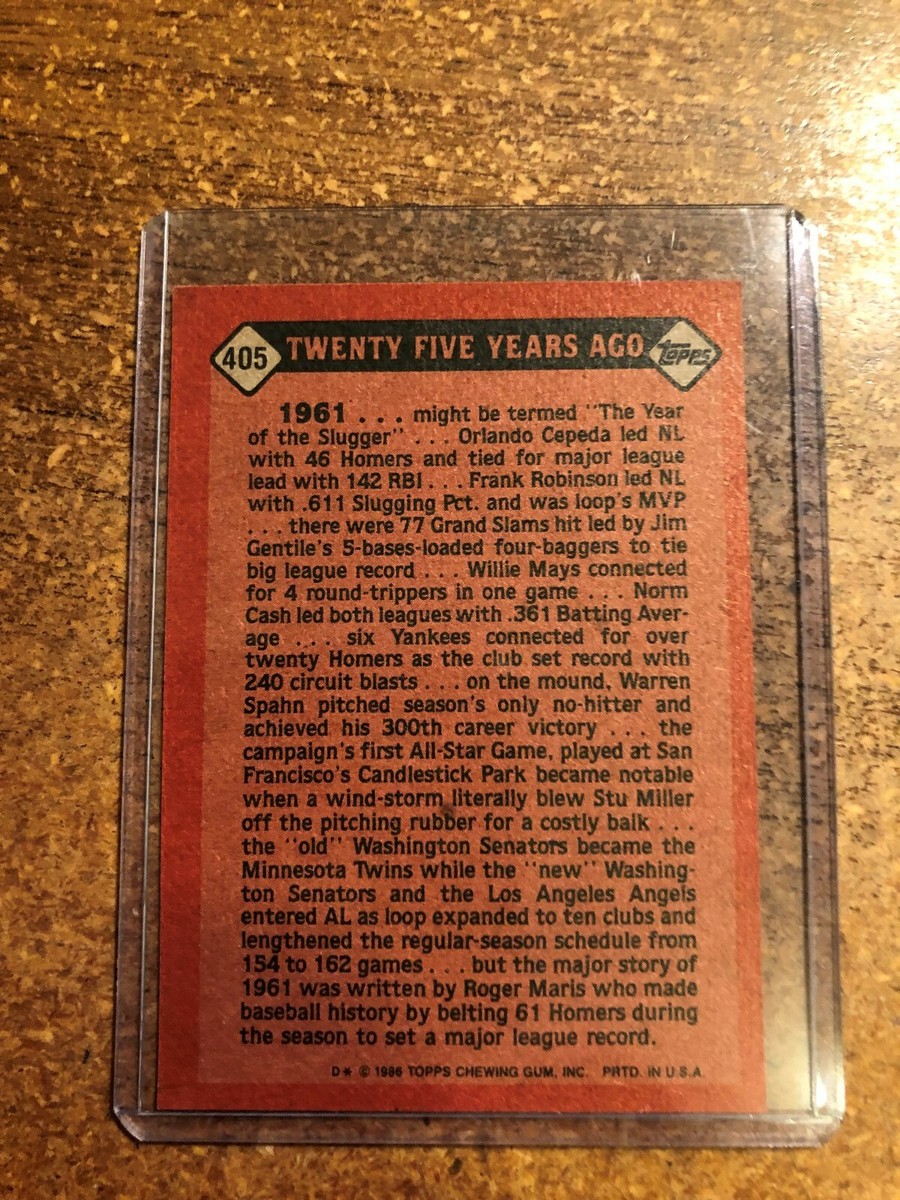 405 TWENTY FIVE YEARS AGO topps
1961 . . . might be termed "The Year
of the Slugger" . . . Orlando Cepeda led NL
with 46 Homers and tied for major league
lead with 142 RBI . . . Frank Robinson led NL
with .611 Slugging Pct. and was loop's MVP
. . . there were 77 Grand Slams hit led by Jim
Gentile's 5-bases-loaded four-baggers to tie
big league record . . . Willie Mays connected
for 4 round-trippers in one game . . . Norm
Cash led both leagues with .361 Batting Aver-
age . . . six Yankees connected for over
twenty Homers as the club set record with
240 circuit blasts . . . on the mound, Warren
Spahn pitched season's only no-hitter and
achieved his 300th career victory . . . the
campaign's first All-Star Game, played at San
Francisco's Candlestick Park became notable
when a wind-storm literally blew Stu Miller
off the pitching rubber for a costly balk . . .
the "old" Washington Senators became the
Minnesota Twins while the "new" Washing-
ton Senators and the Los Angeles Angels
entered AL as loop expanded to ten clubs and
lengthened the regular-season schedule from
154 to 162 games . . . but the major story of
1961 was written by Roger Maris who made
baseball history by belting 61 Homers during
the season to set a major league record.
D* © 1986 TOPPS CHEWING GUM, INC. PRTD. IN U.S.A.